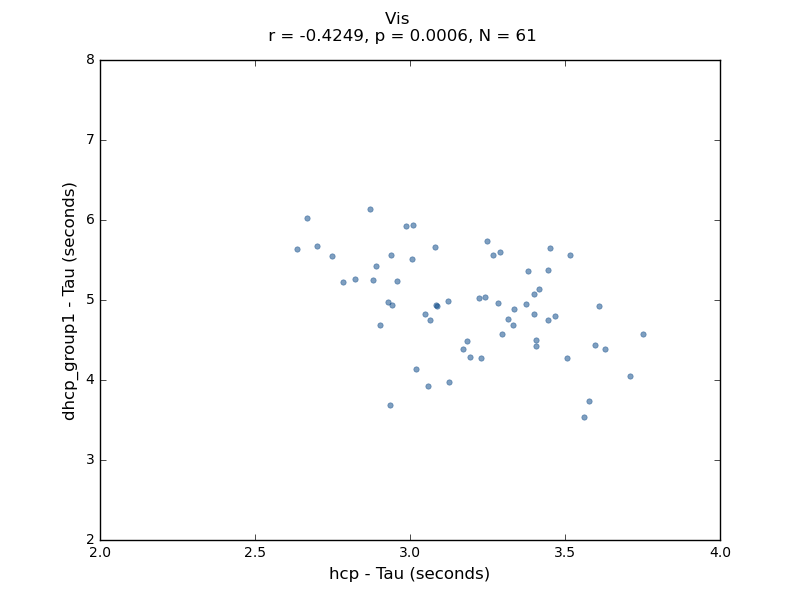 Vis
r = -0.4249, p = 0.0006, N = 61
8
7
6
5
4
3
2
dhcp_group1 - Tau (seconds)
2.0 2.5 3.0 3.5 4.0
hcp - Tau (seconds)